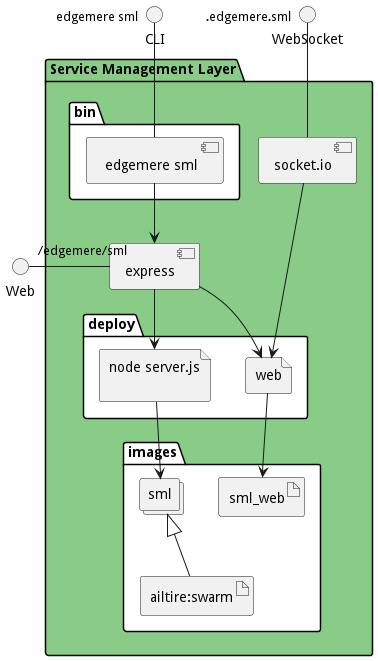 edgemere sml
.edgemere.sml
CLI
WebSocket
Service Management Layer
bin
edgemere sml
socket.io
/edgemere/sml
express
Web
deploy
node server.js
web
images
sml
sml_web
ailtire:swarm